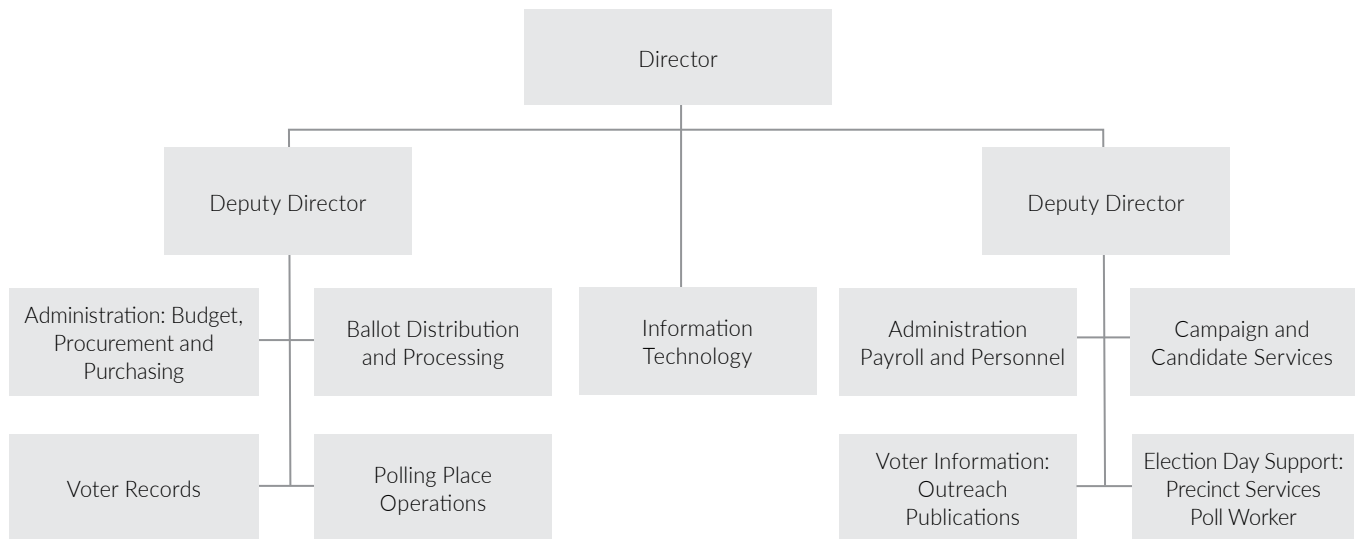 Director
Deputy Director
Deputy Director
Administration: Budget,
Procurement and
Purchasing
Ballot Distribution
and Processing
Information
Technology
Administration
Payroll and Personnel
Campaign and
Candidate Services
Voter Records
Polling Place
Operations
Voter Information:
Outreach
Publications
Election Day Support:
Precinct Services
Poll Worker